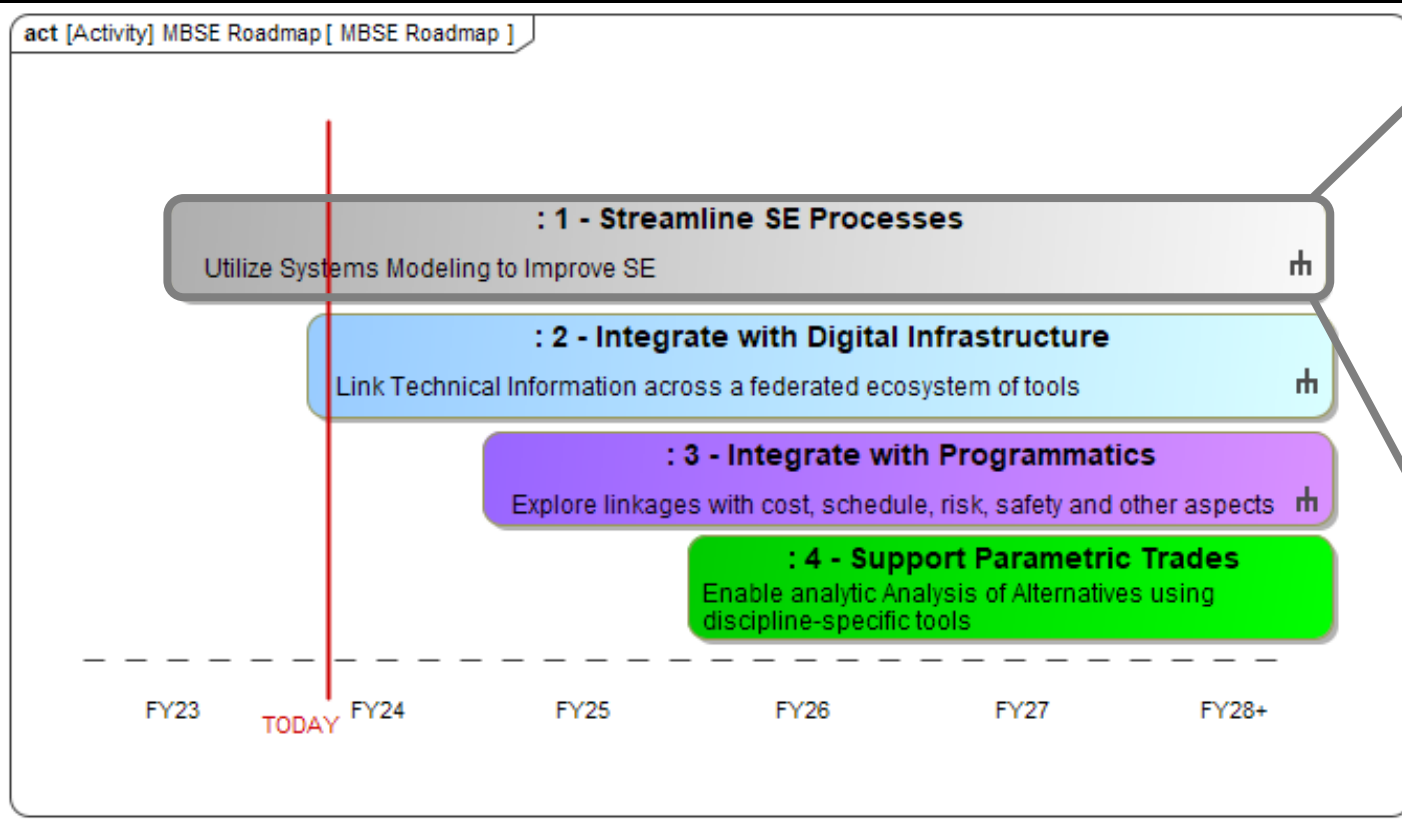 act [Activity] MBSE Roadmap [ MBSE Roadmap ]
: 1 - Streamline SE Processes
Utilize Systems Modeling to Improve SE
: 2 - Integrate with Digital Infrastructure
Link Technical Information across a federated ecosystem of tools
: 3 - Integrate with Programmatics
Explore linkages with cost, schedule, risk, safety and other aspects
: 4 - Support Parametric Trades
Enable analytic Analysis of Alternatives using
discipline-specific tools
FY23 TODAY FY24 FY25 FY26 FY27 FY28+